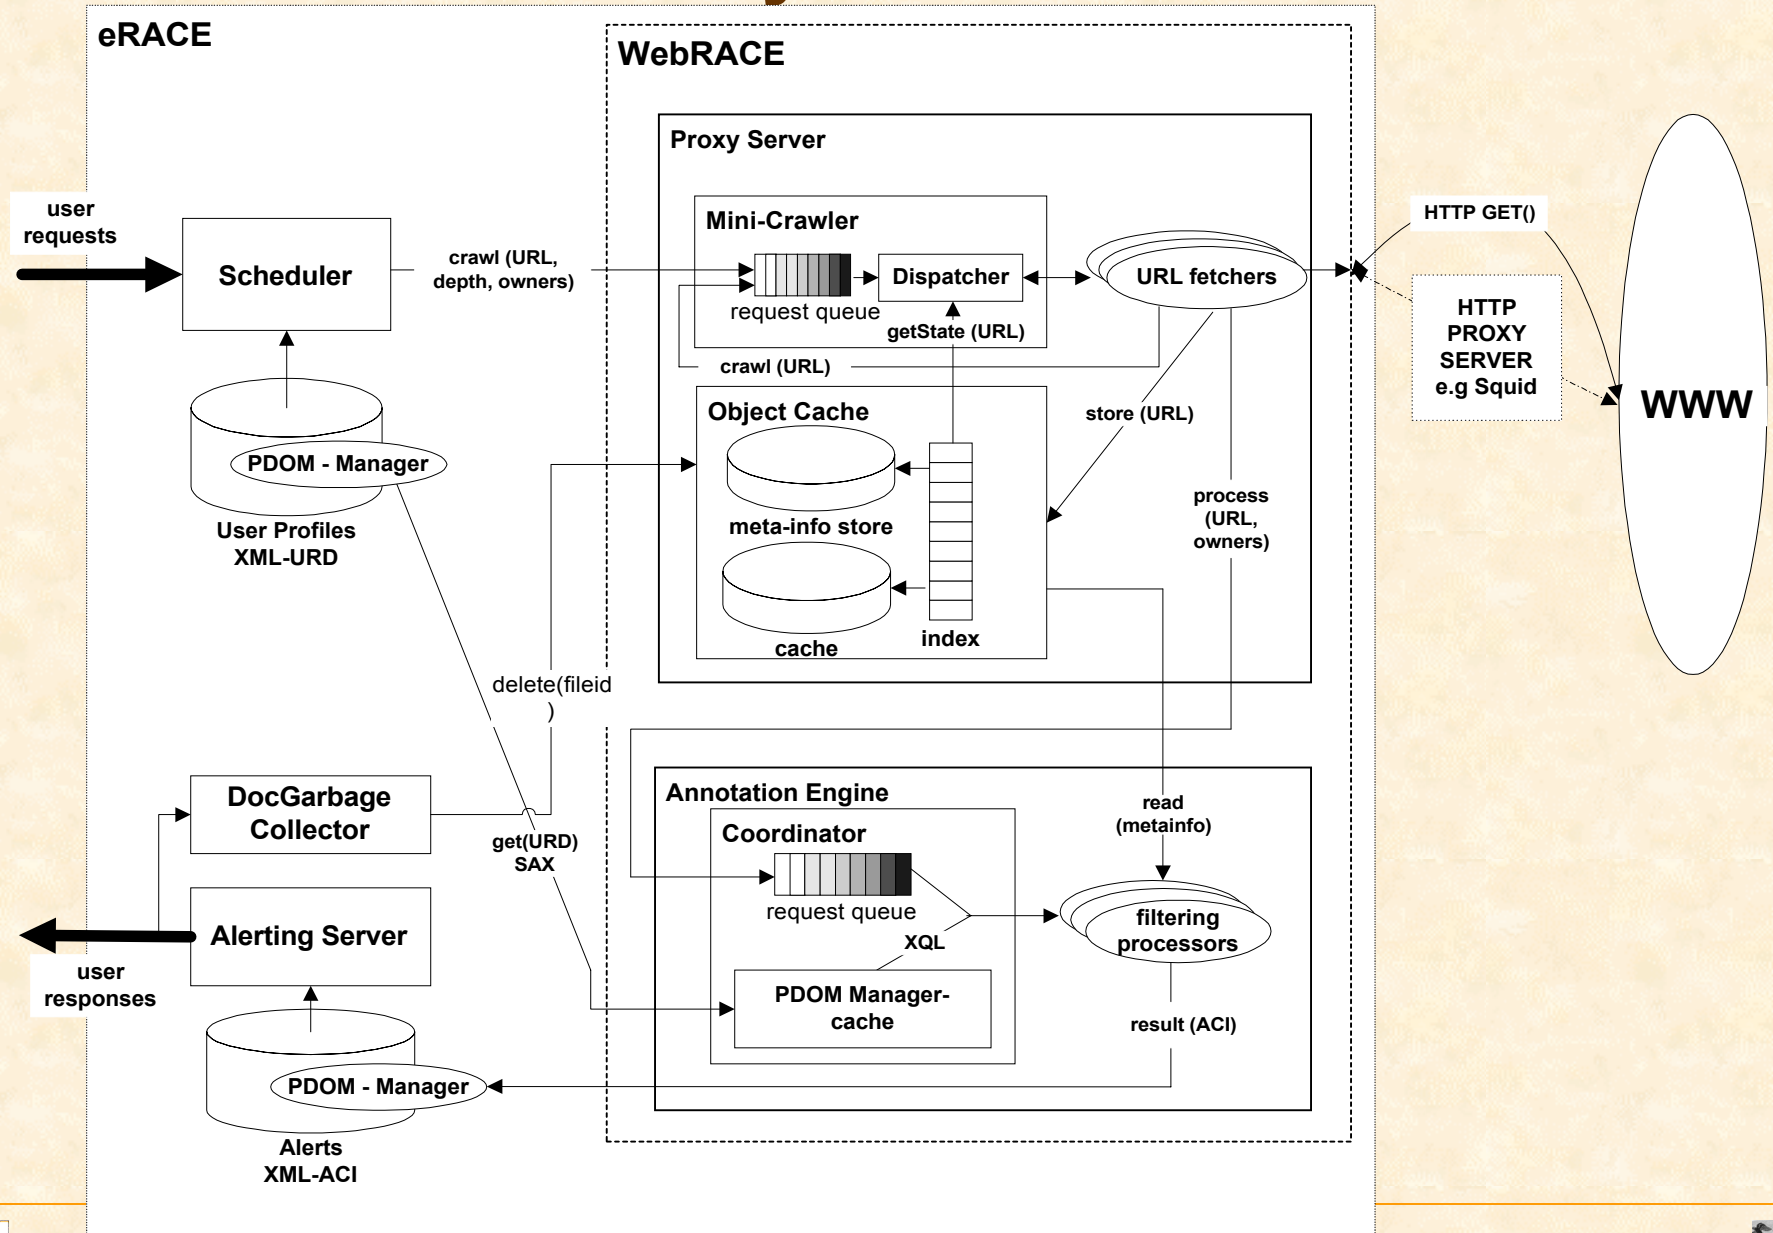 eRACE
WebRACE
Proxy Server
user
requests
Scheduler
crawl (URL,
depth, owners)
Mini-Crawler
request queue
Dispatcher
getState (URL)
URL fetchers
HTTP GET()
HTTP
PROXY
SERVER
e.g Squid
WWW
crawl (URL)
Object Cache
store (URL)
PDOM - Manager
User Profiles
XML-URD
meta-info store
cache
index
process
(URL,
owners)
delete(fileid
)
DocGarbage
Collector
get(URD)
SAX
Annotation Engine
Coordinator
request queue
XQL
PDOM Manager-
cache
read
(metainfo)
filtering
processors
result (ACI)
Alerting Server
user
responses
PDOM - Manager
Alerts
XML-ACI